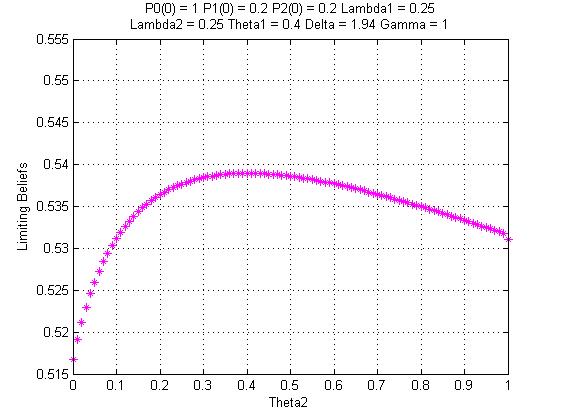 P0(0) = 1 P1(0) = 0.2 P2(0) = 0.2 Lambda1 = 0.25
Lambda2 = 0.25 Theta1 = 0.4 Delta = 1.94 Gamma = 1
0.555
0.55
0.545
0.54
0.535
0.53
0.525
0.52
0.515
Limiting Beliefs
0 0.1 0.2 0.3 0.4 0.5 0.6 0.7 0.8 0.9 1
Theta2